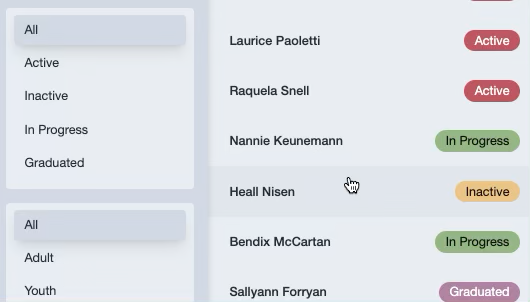 All
Active
Inactive
In Progress
Graduated
All
Adult
Youth
Laurice Paoletti Active
Raquela Snell Active
Nannie Keunemann In Progress
Heall Nisen Inactive
Bendix McCartan In Progress
Sallyann Forryan Graduated